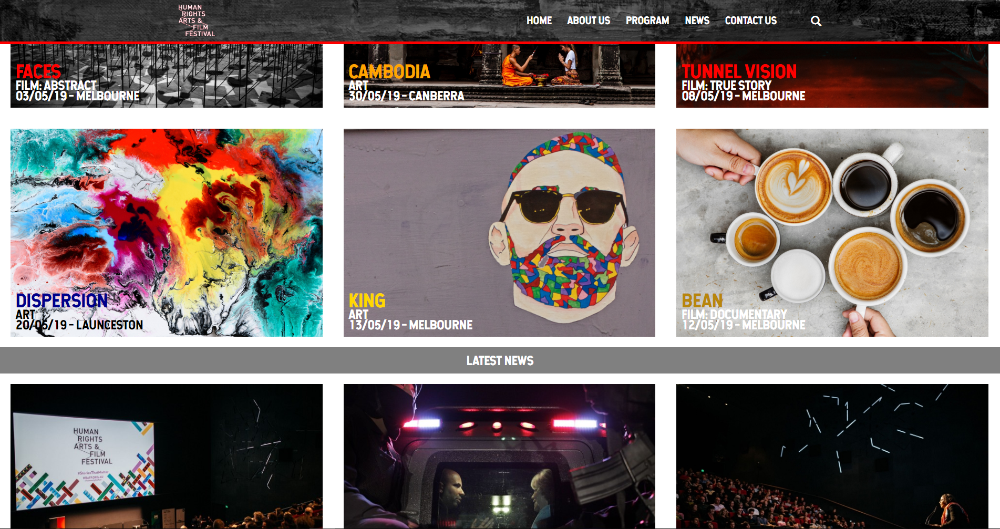 HUMAN
RIGHTS
ARTS &
FILM
FESTIVAL
HOME ABOUT US PROGRAM NEWS CONTACT US
FACES
FILM: ABSTRACT
03/05/19 - MELBOURNE
CAMBODIA
ART
30/05/19 - CANBERRA
TUNNEL VISION
FILM: TRUE STORY
08/05/19 - MELBOURNE
DISPERSION
ART
20/05/19 - LAUNCESTON
KING
ART
13/05/19 - MELBOURNE
BEAN
FILM: DOCUMENTARY
12/05/19 - MELBOURNE
LATEST NEWS
HUMAN
RIGHTS
ARTS &
FILM
FESTIVAL
#StoriesThatMatter
HRAFF.ORG.AU